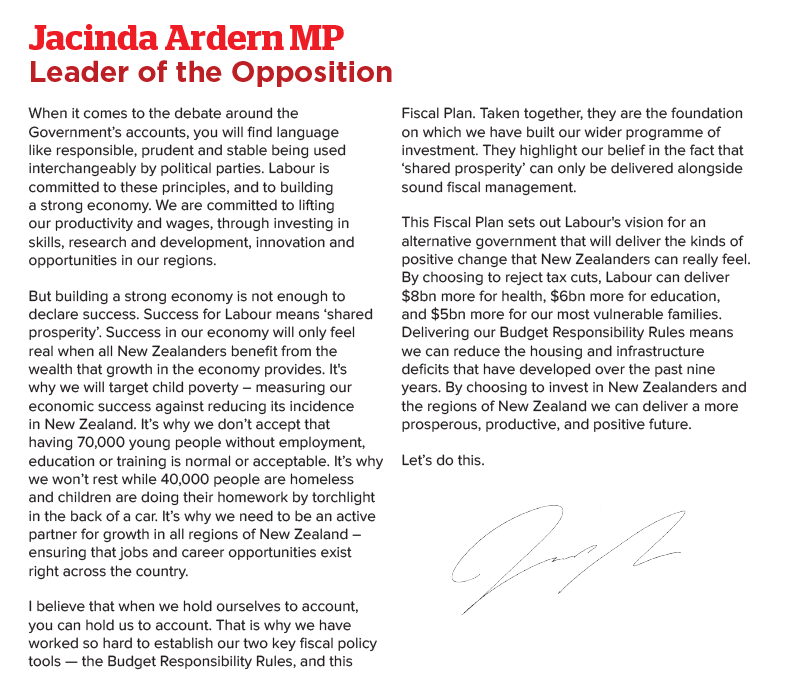 Jacinda Ardern MP
Leader of the Opposition
When it comes to the debate around the
Government's accounts, you will find language
like responsible, prudent and stable being used
interchangeably by political parties. Labour is
committed to these principles, and to building
a strong economy. We are committed to lifting
our productivity and wages, through investing in
skills, research and development, innovation and
opportunities in our regions.
But building a strong economy is not enough to
declare success. Success for Labour means ‘shared
prosperity’. Success in our economy will only feel
real when all New Zealanders benefit from the
wealth that growth in the economy provides. It's
why we will target child poverty – measuring our
economic success against reducing its incidence
in New Zealand. It’s why we don’t accept that
having 70,000 young people without employment,
education or training is normal or acceptable. It’s why
we won’t rest while 40,000 people are homeless
and children are doing their homework by torchlight
in the back of a car. It’s why we need to be an active
partner for growth in all regions of New Zealand –
ensuring that jobs and career opportunities exist
right across the country.
I believe that when we hold ourselves to account,
you can hold us to account. That is why we have
worked so hard to establish our two key fiscal policy
tools — the Budget Responsibility Rules, and this
Fiscal Plan. Taken together, they are the foundation
on which we have built our wider programme of
investment. They highlight our belief in the fact that
‘shared prosperity’ can only be delivered alongside
sound fiscal management.
This Fiscal Plan sets out Labour's vision for an
alternative government that will deliver the kinds of
positive change that New Zealanders can really feel.
By choosing to reject tax cuts, Labour can deliver
$8bn more for health, $6bn more for education,
and $5bn more for our most vulnerable families.
Delivering our Budget Responsibility Rules means
we can reduce the housing and infrastructure
deficits that have developed over the past nine
years. By choosing to invest in New Zealanders and
the regions of New Zealand we can deliver a more
prosperous, productive, and positive future.
Let’s do this.